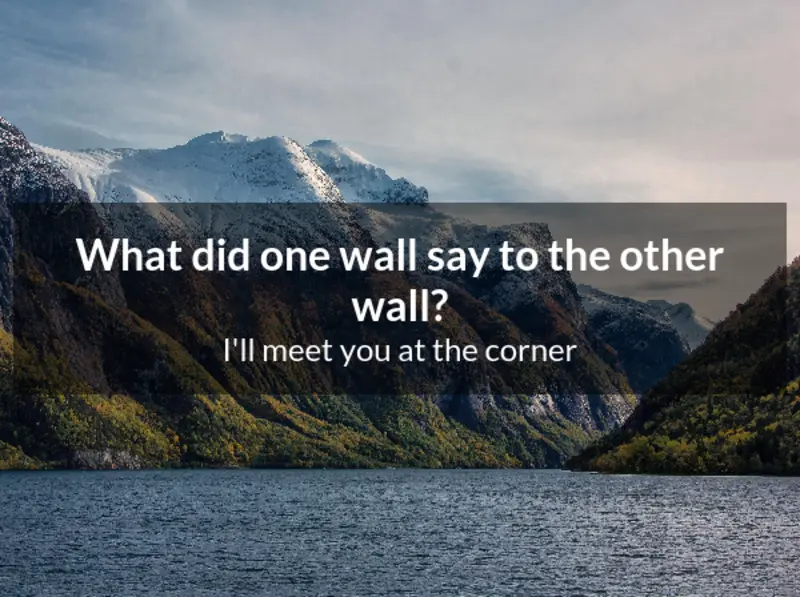 What did one wall say to the other
wall?
I'll meet you at the corner